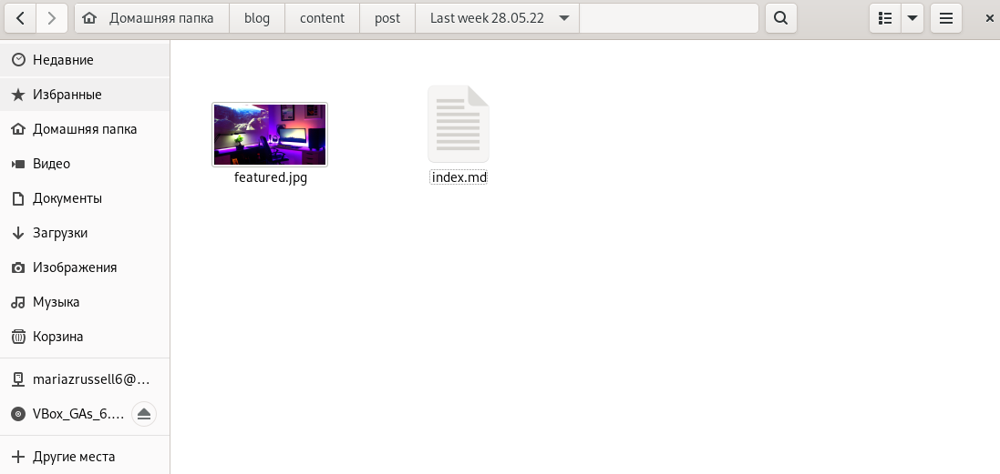 Домашняя папка
blog
content
post
Last week 28.05.22
Недавние
Избранные
Домашняя папка
Видео
Документы
Загрузки
Изображения
Музыка
Корзина
mariazrussell6@...
VBox_GAs_6....
Другие места
featured.jpg
index.md